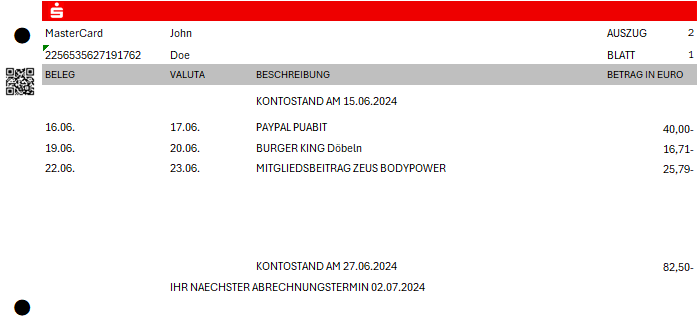 MasterCard John AUSZUG 2
2256535627191762 Doe BLATT 1
BELEG VALUTA BESCHREIBUNG BETRAG IN EURO
KONTOSTAND AM 15.06.2024
16.06. 17.06. PAYPAL PUABIT 40,00-
19.06. 20.06. BURGER KING Döbeln 16,71-
22.06. 23.06. MITGLIEDSBEITRAG ZEUS BODYPOWER 25,79-
KONTOSTAND AM 27.06.2024 82,50-
IHR NAECHSTER ABRECHNUNGSTERMIN 02.07.2024